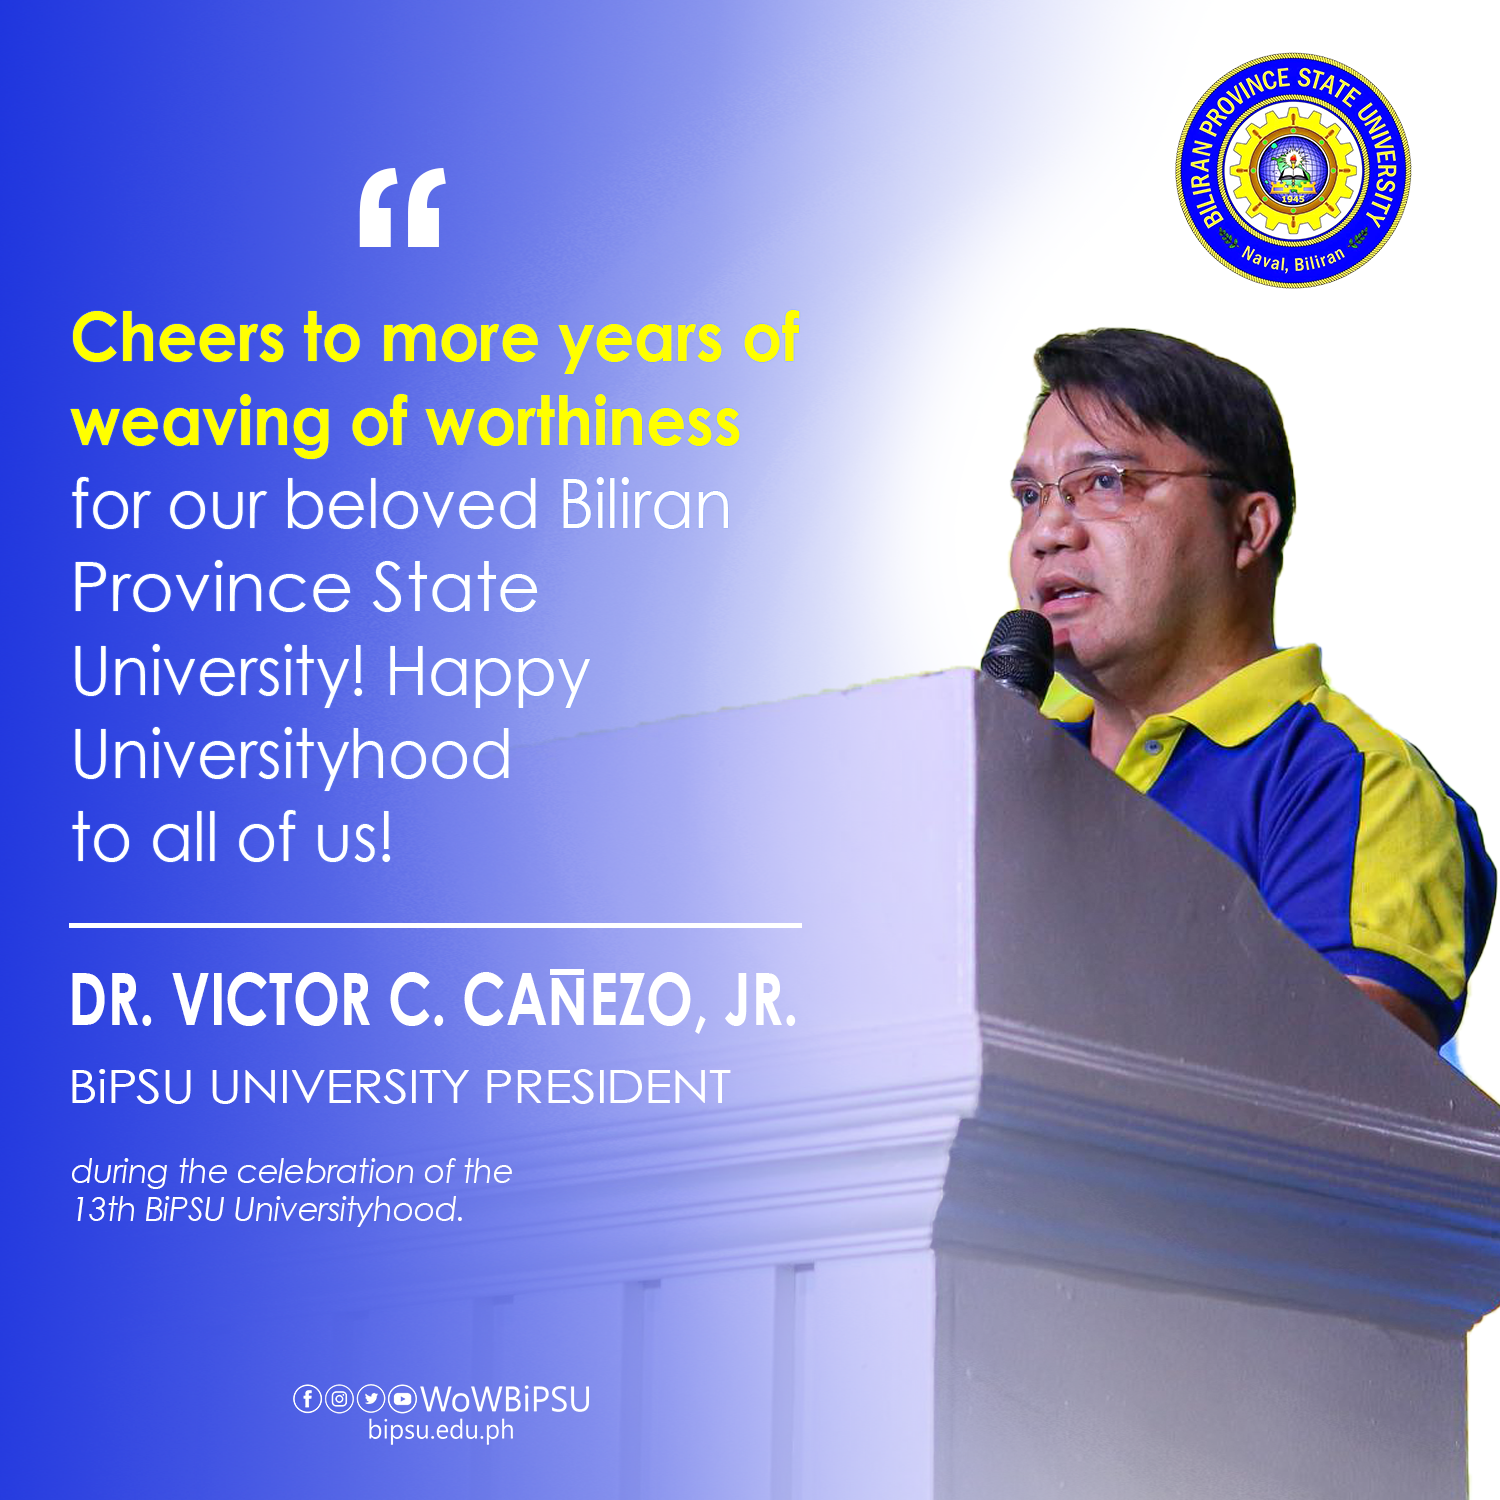 “
Cheers to more years of
weaving of worthiness
for our beloved Biliran
Province State
University! Happy
Universityhood
to all of us!
DR. VICTOR C. CAÑEZO, JR.
BiPSU UNIVERSITY PRESIDENT
during the celebration of the
13th BiPSU Universityhood.
WoWBiPSU
bipsu.edu.ph
BILIRAN PROVINCE STATE UNIVERSITY
1945
Naval, Biliran